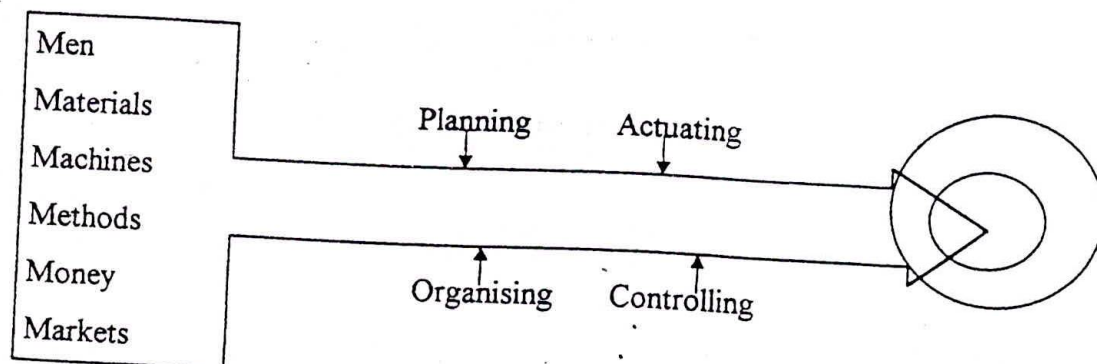 Men
Materials
Machines
Methods
Money
Markets
Planning
Actuating
Organising
Controlling